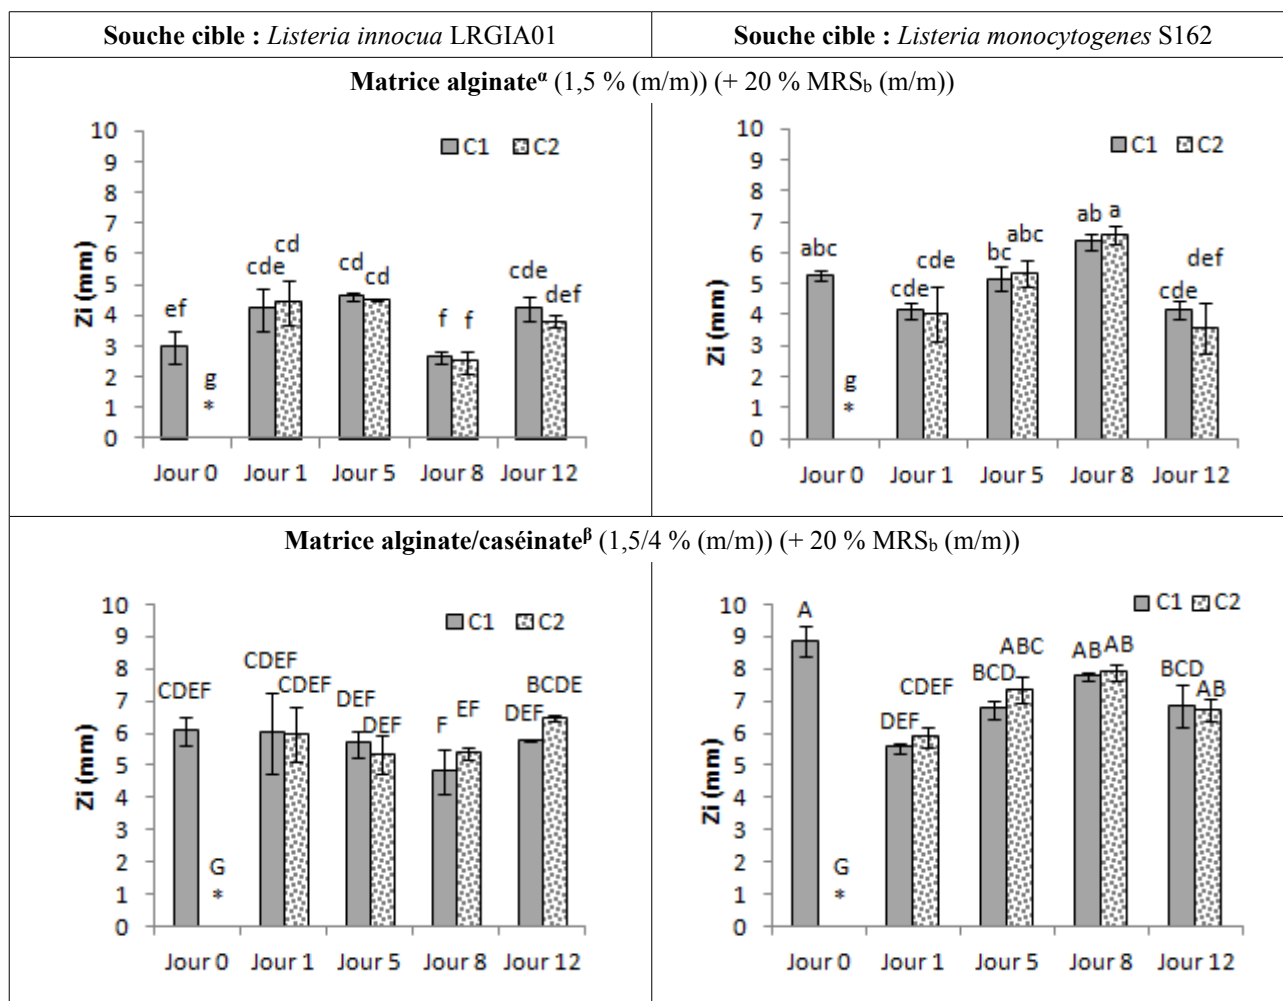 Souche cible : Listeria innocua LRGIA01
Souche cible : Listeria monocytogenes S162
Matrice alginateᵅ (1,5 % (m/m)) (+ 20 % MRSb (m/m))
C1 C2
Zi (mm)
10
9
8
7
6
5
4
3
2
1
0
ef
g
*
cde
cd
cd
cd
f
f
cde
def
Jour 0 Jour 1 Jour 5 Jour 8 Jour 12
C1 C2
Zi (mm)
10
9
8
7
6
5
4
3
2
1
0
abc
g
*
cde
cde
bc
abc
ab
a
cde
def
Jour 0 Jour 1 Jour 5 Jour 8 Jour 12
Matrice alginate/caséinateᵝ (1,5/4 % (m/m)) (+ 20 % MRSb (m/m))
C1 C2
Zi (mm)
10
9
8
7
6
5
4
3
2
1
0
CDEF
G
*
CDEF
CDEF
DEF
DEF
F
EF
DEF
BCDE
Jour 0 Jour 1 Jour 5 Jour 8 Jour 12
C1 C2
Zi (mm)
10
9
8
7
6
5
4
3
2
1
0
A
G
*
DEF
CDEF
BCD
ABC
AB
AB
BCD
AB
Jour 0 Jour 1 Jour 5 Jour 8 Jour 12